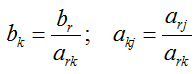 b_k = b_r / a_rk ; a_kj = a_rj / a_rk